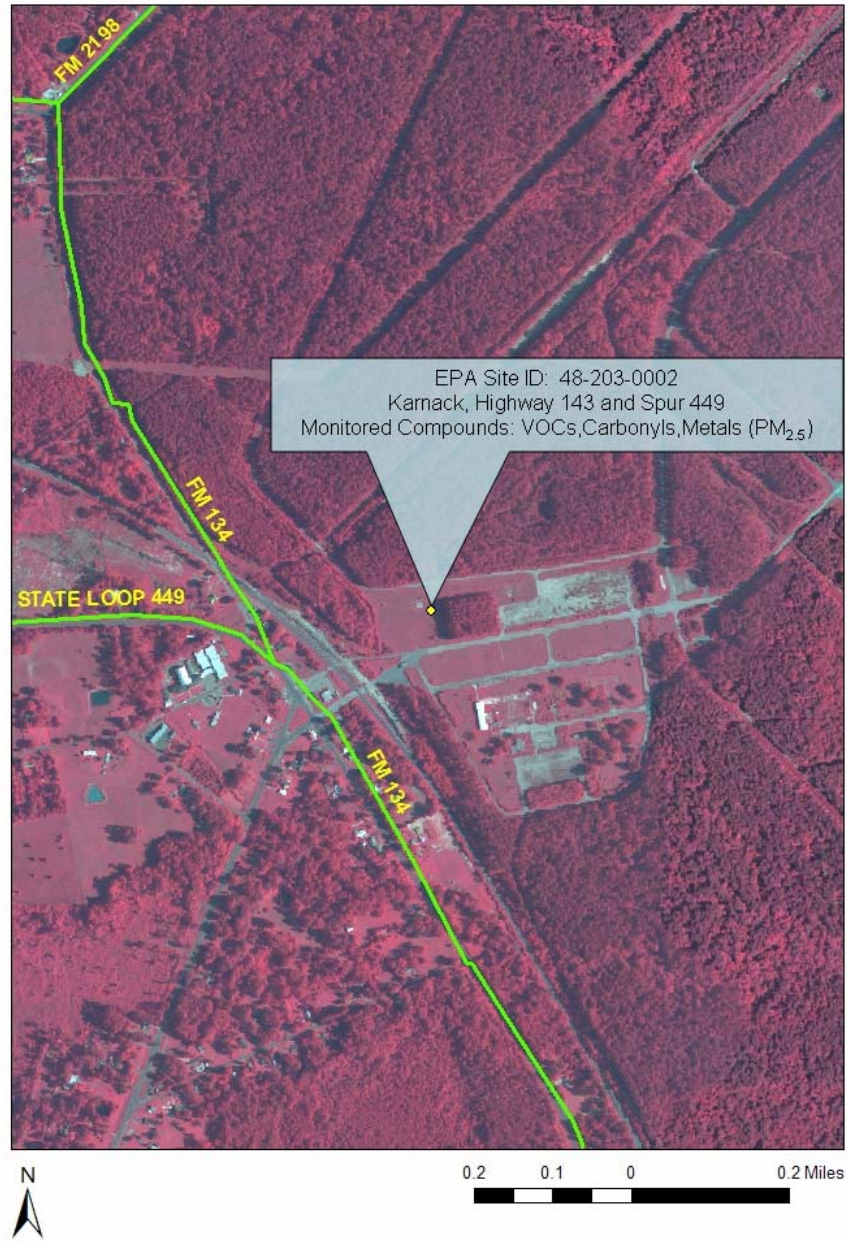 FM 2198
EPA Site ID: 48-203-0002
Karnack, Highway 143 and Spur 449
Monitored Compounds: VOCs,Carbonyls,Metals (PM2.5)
FM 134
STATE LOOP 449
FM 134
N
0.2 0.1 0 0.2 Miles